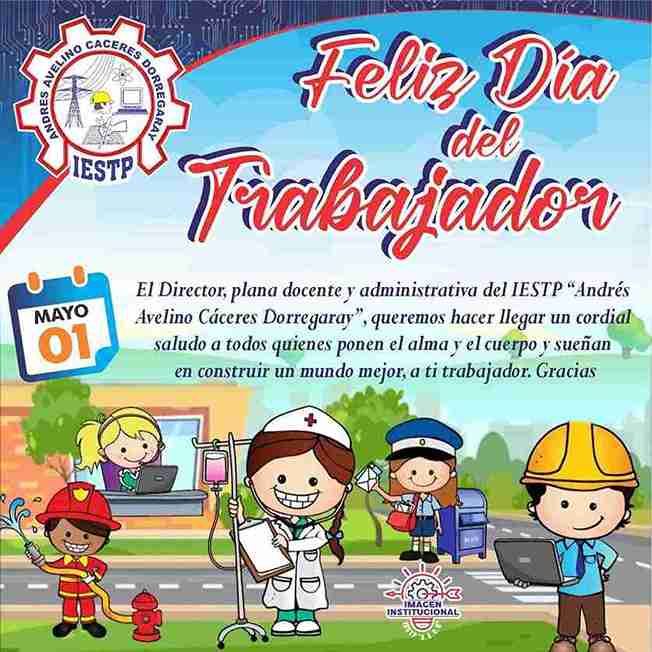 ANDRES AVELINO CACERES DORREGARAY
IESTP
Feliz Día
del
Trabajador
MAYO
01
El Director, plana docente y administrativa del IESTP “Andrés
Avelino Cáceres Dorregaray”, queremos hacer llegar un cordial
saludo a todos quienes ponen el alma y el cuerpo y sueñan
en construir un mundo mejor, a ti trabajador. Gracias
IMAGEN
INSTITUCIONAL